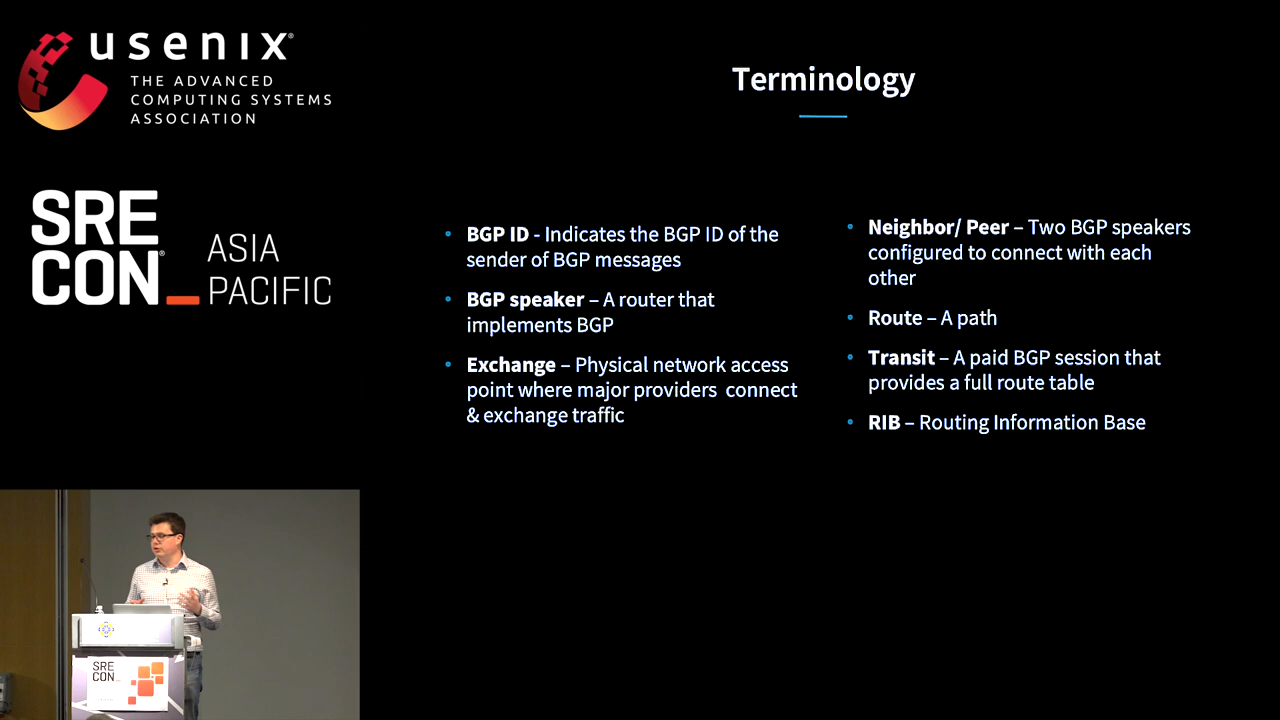 usenix®
THE ADVANCED
COMPUTING SYSTEMS
ASSOCIATION
SRE
CON®_
ASIA
PACIFIC
Terminology
• BGP ID - Indicates the BGP ID of the
sender of BGP messages
• BGP speaker – A router that
implements BGP
• Exchange – Physical network access
point where major providers  connect
& exchange traffic
• Neighbor/ Peer – Two BGP speakers
configured to connect with each
other
• Route – A path
• Transit – A paid BGP session that
provides a full route table
• RIB – Routing Information Base
SRE
CON_